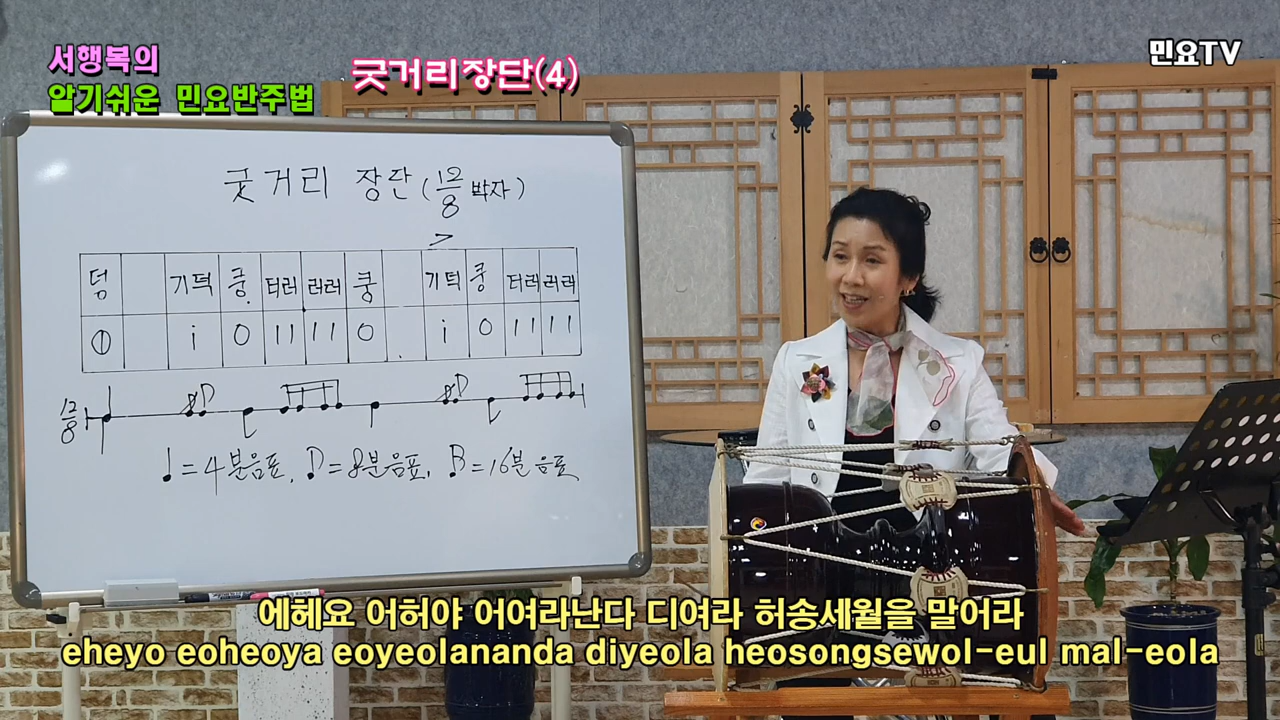 서행복의
알기쉬운 민요반주법
굿거리장단(4)
민요TV
굿거리 장단 (12/8 박자)
>
덩 기덕 쿵 더러 러러 쿵 기덕 쿵 더러 러러
① i 0 11 11 0 i 0 11 11
12/8
♩=4분음표, ♪=8분음표, =16분음표
에헤요 어허야 어여라난다 디여라 허송세월을 말어라
eheyo eoheoya eoyeolananda diyeola heosongsewol-eul mal-eola